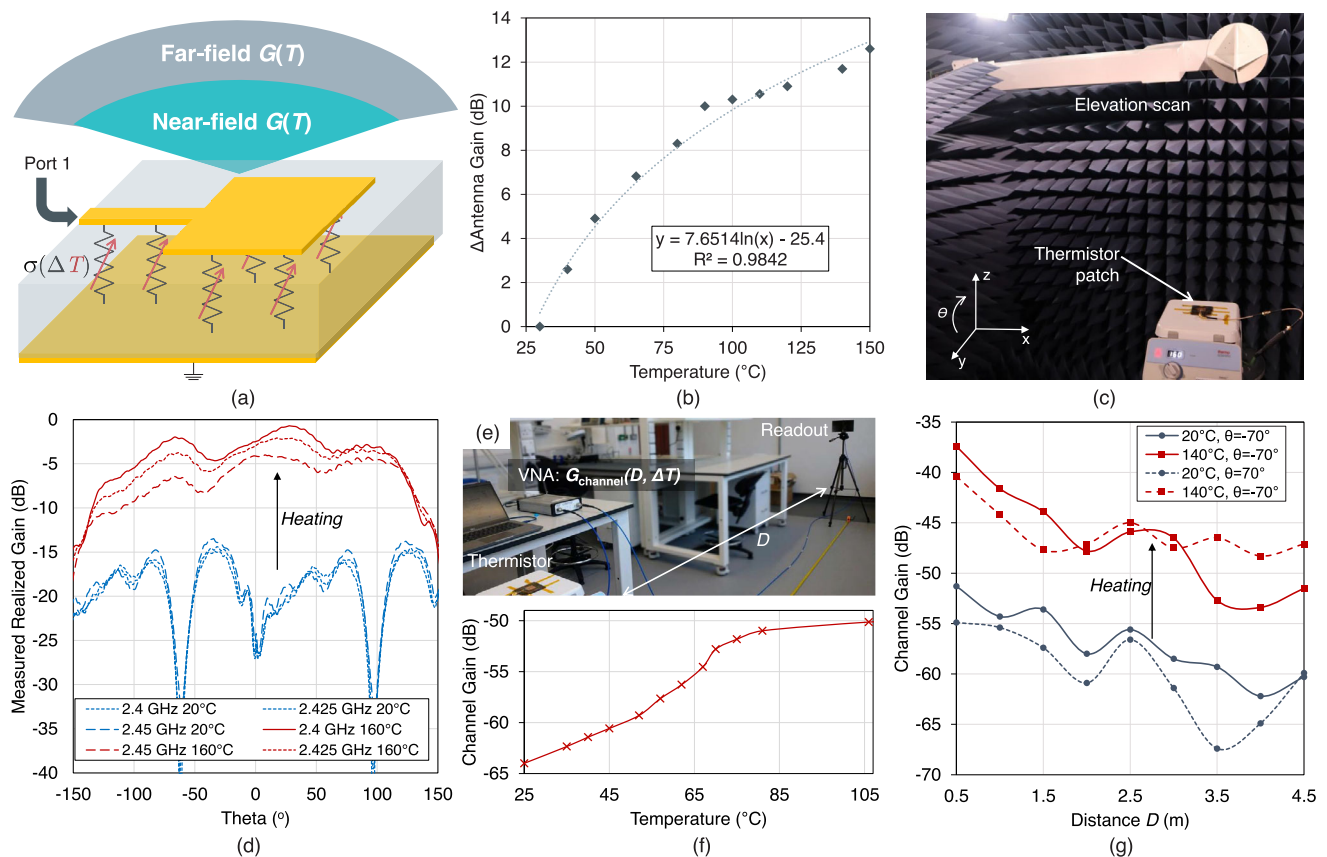 Far-field G(T)
Near-field G(T)
Port 1
σ(ΔT)
(a)
14
12
10
8
6
4
2
0
ΔAntenna Gain (dB)
y = 7.6514ln(x) - 25.4
R² = 0.9842
25
50
75
100
125
150
Temperature (°C)
(b)
Elevation scan
Thermistor
patch
z
θ
x
y
(c)
0
-5
-10
-15
-20
-25
-30
-35
-40
Measured Realized Gain (dB)
Heating
2.4 GHz 20°C
2.425 GHz 20°C
2.45 GHz 20°C
2.4 GHz 160°C
2.45 GHz 160°C
2.425 GHz 160°C
-150
-100
-50
0
50
100
150
Theta (°)
(d)
(e)
Readout
VNA: Gchannel(D, ΔT)
D
Thermistor
-50
-55
-60
-65
Channel Gain (dB)
25
45
65
85
105
Temperature (°C)
(f)
-35
-40
-45
-50
-55
-60
-65
-70
Channel Gain (dB)
20°C, θ=-70°
140°C, θ=-70°
20°C, θ=70°
140°C, θ=-70°
Heating
0.5
1.5
2.5
3.5
4.5
Distance D (m)
(g)